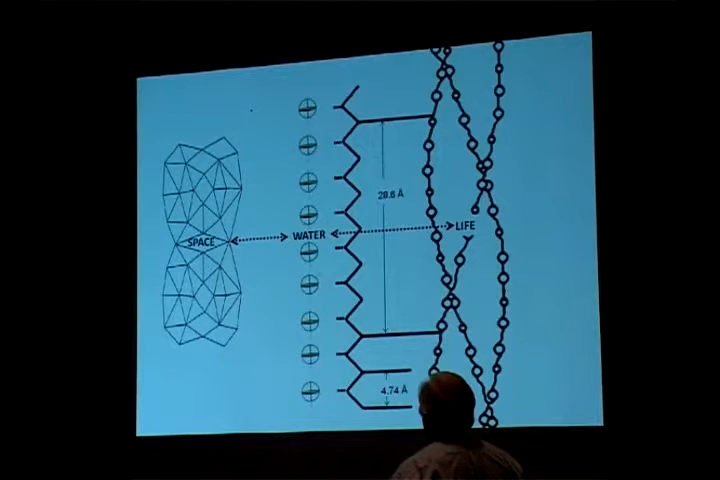 28.6 Å
SPACE
WATER
LIFE
4.74 Å